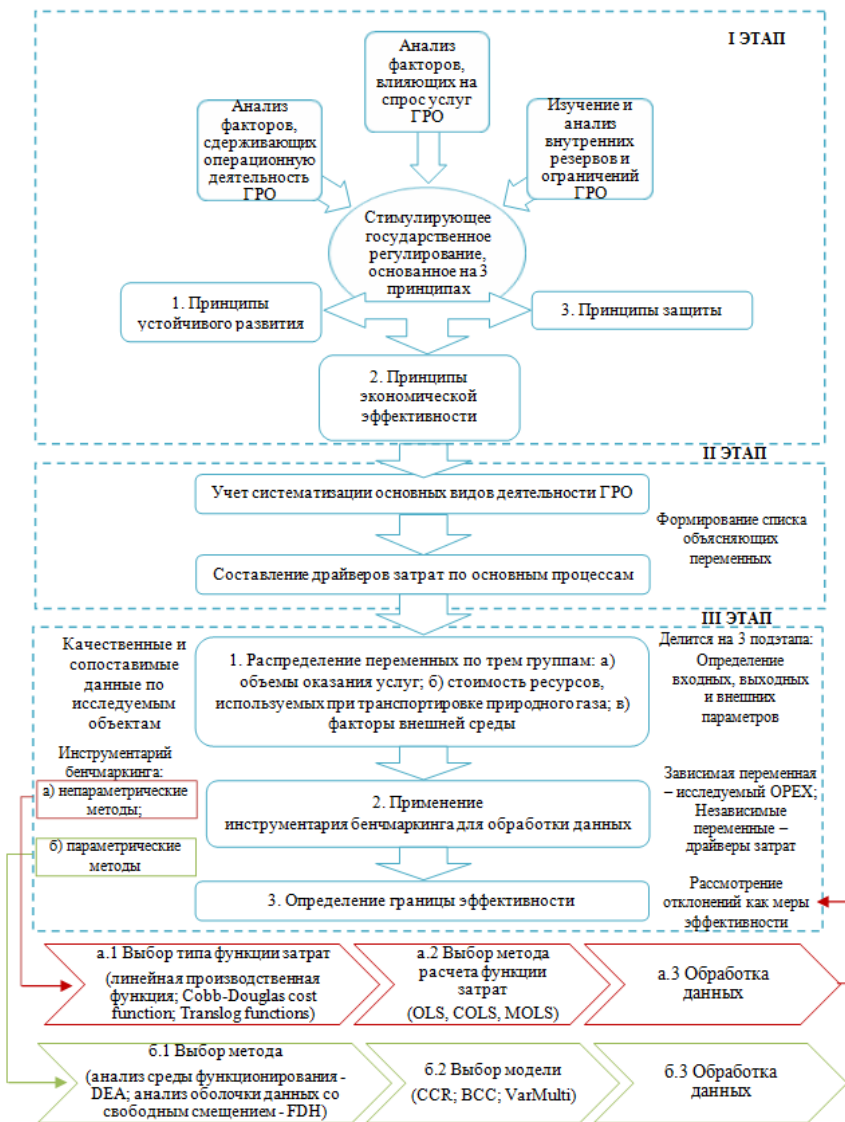 I ЭТАП
Анализ
факторов,
влияющих на
спрос услуг
ГРО
Анализ
факторов,
сдерживающих
операционную
деятельность
ГРО
Изучение и
анализ
внутренних
резервов и
ограничений
ГРО
Стимулирующее
государственное
регулирование,
основанное на 3
принципах
1. Принципы
устойчивого развития
3. Принципы защиты
2. Принципы
экономической
эффективности
II ЭТАП
Учет систематизации основных видов деятельности ГРО
Формирование списка
объясняющих
переменных
Составление драйверов затрат по основным процессам
III ЭТАП
Качественные и
сопоставимые
данные по
исследуемым
объектам
1. Распределение переменных по трем группам: а)
объемы оказания услуг; б) стоимость ресурсов,
используемых при транспортировке природного газа; в)
факторы внешней среды
Делится на 3 подэтапа:
Определение
входных, выходных
и внешних
параметров
Инструментарий
бенчмаркинга:
а) непараметрические
методы;
б) параметрические
методы
2. Применение
инструментария бенчмаркинга для обработки данных
Зависимая переменная
– исследуемый OPEX;
Независимые
переменные –
драйверы затрат
3. Определение границы эффективности
Рассмотрение
отклонений как меры
эффективности
а.1 Выбор типа функции затрат
(линейная производственная
функция; Cobb-Douglas cost
function; Translog functions)
а.2 Выбор метода
расчета функции
затрат
(OLS, COLS, MOLS)
а.3 Обработка
данных
б.1 Выбор метода
(анализ среды функционирования -
DEA; анализ оболочки данных со
свободным смещением - FDH)
б.2 Выбор модели
(CCR; BCC; VarMulti)
б.3 Обработка
данных